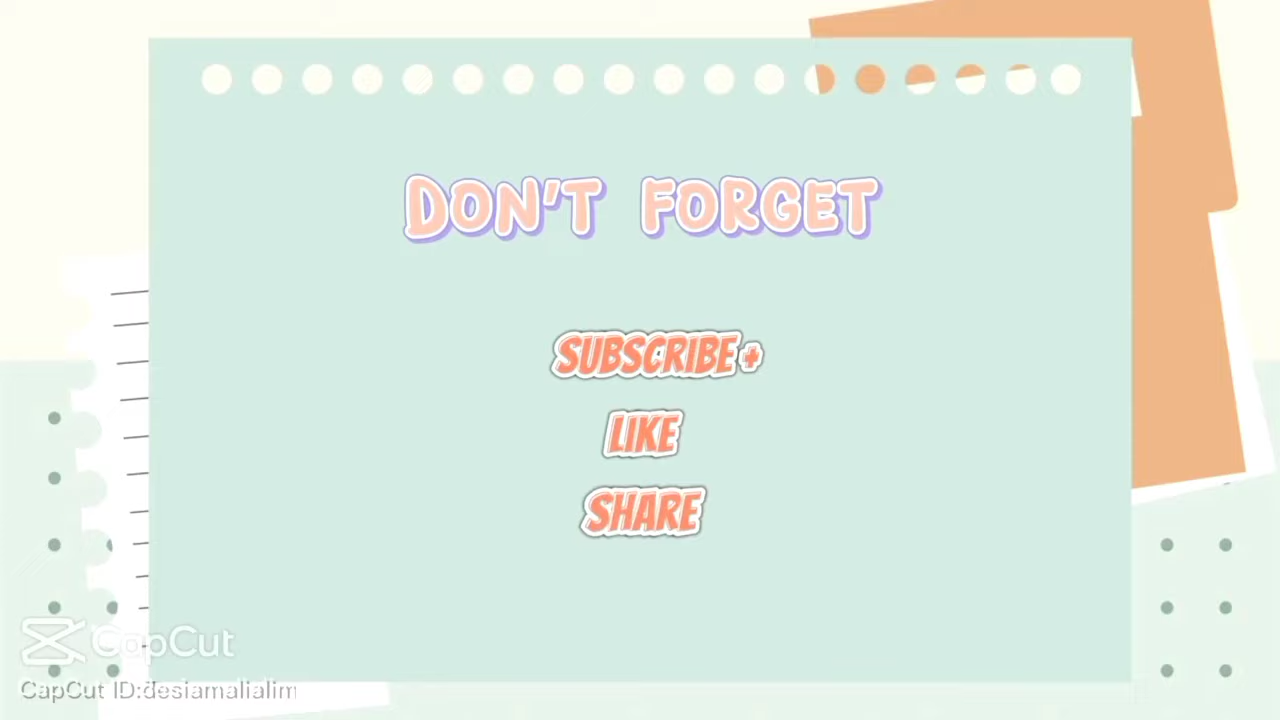 DON'T FORGET
SUBSCRIBE +
LIKE
SHARE
CapCut
CapCut ID:desiamalialim